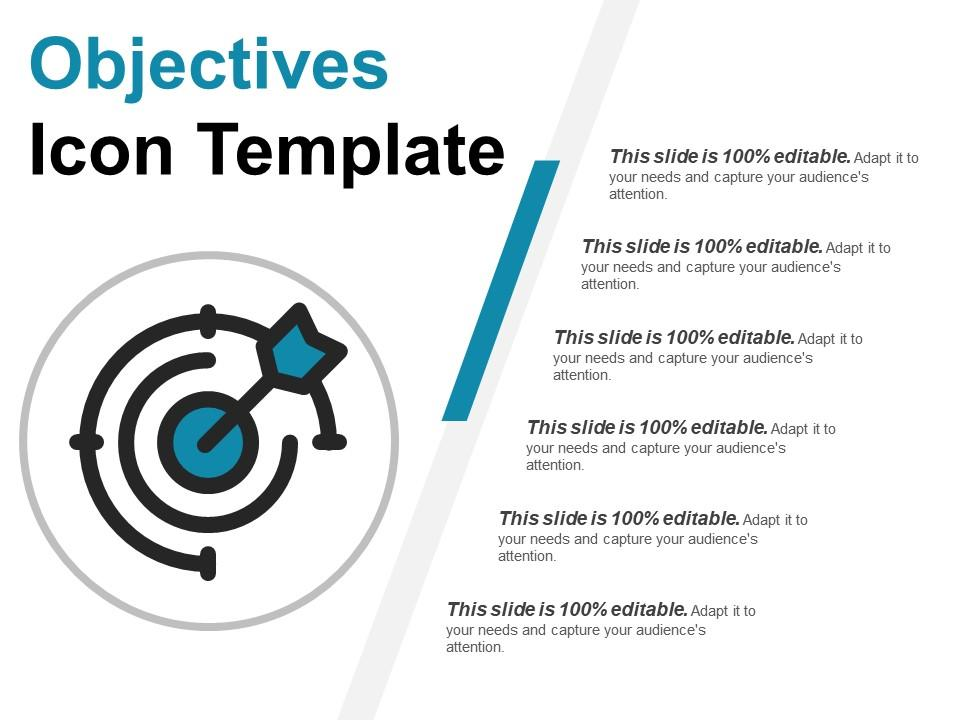 Objectives
Icon Template
This slide is 100% editable. Adapt it to
your needs and capture your audience's
attention.
This slide is 100% editable. Adapt it to
your needs and capture your audience's
attention.
This slide is 100% editable. Adapt it to
your needs and capture your audience's
attention.
This slide is 100% editable. Adapt it to
your needs and capture your audience's
attention.
This slide is 100% editable. Adapt it to
your needs and capture your audience's
attention.
This slide is 100% editable. Adapt it to
your needs and capture your audience's
attention.